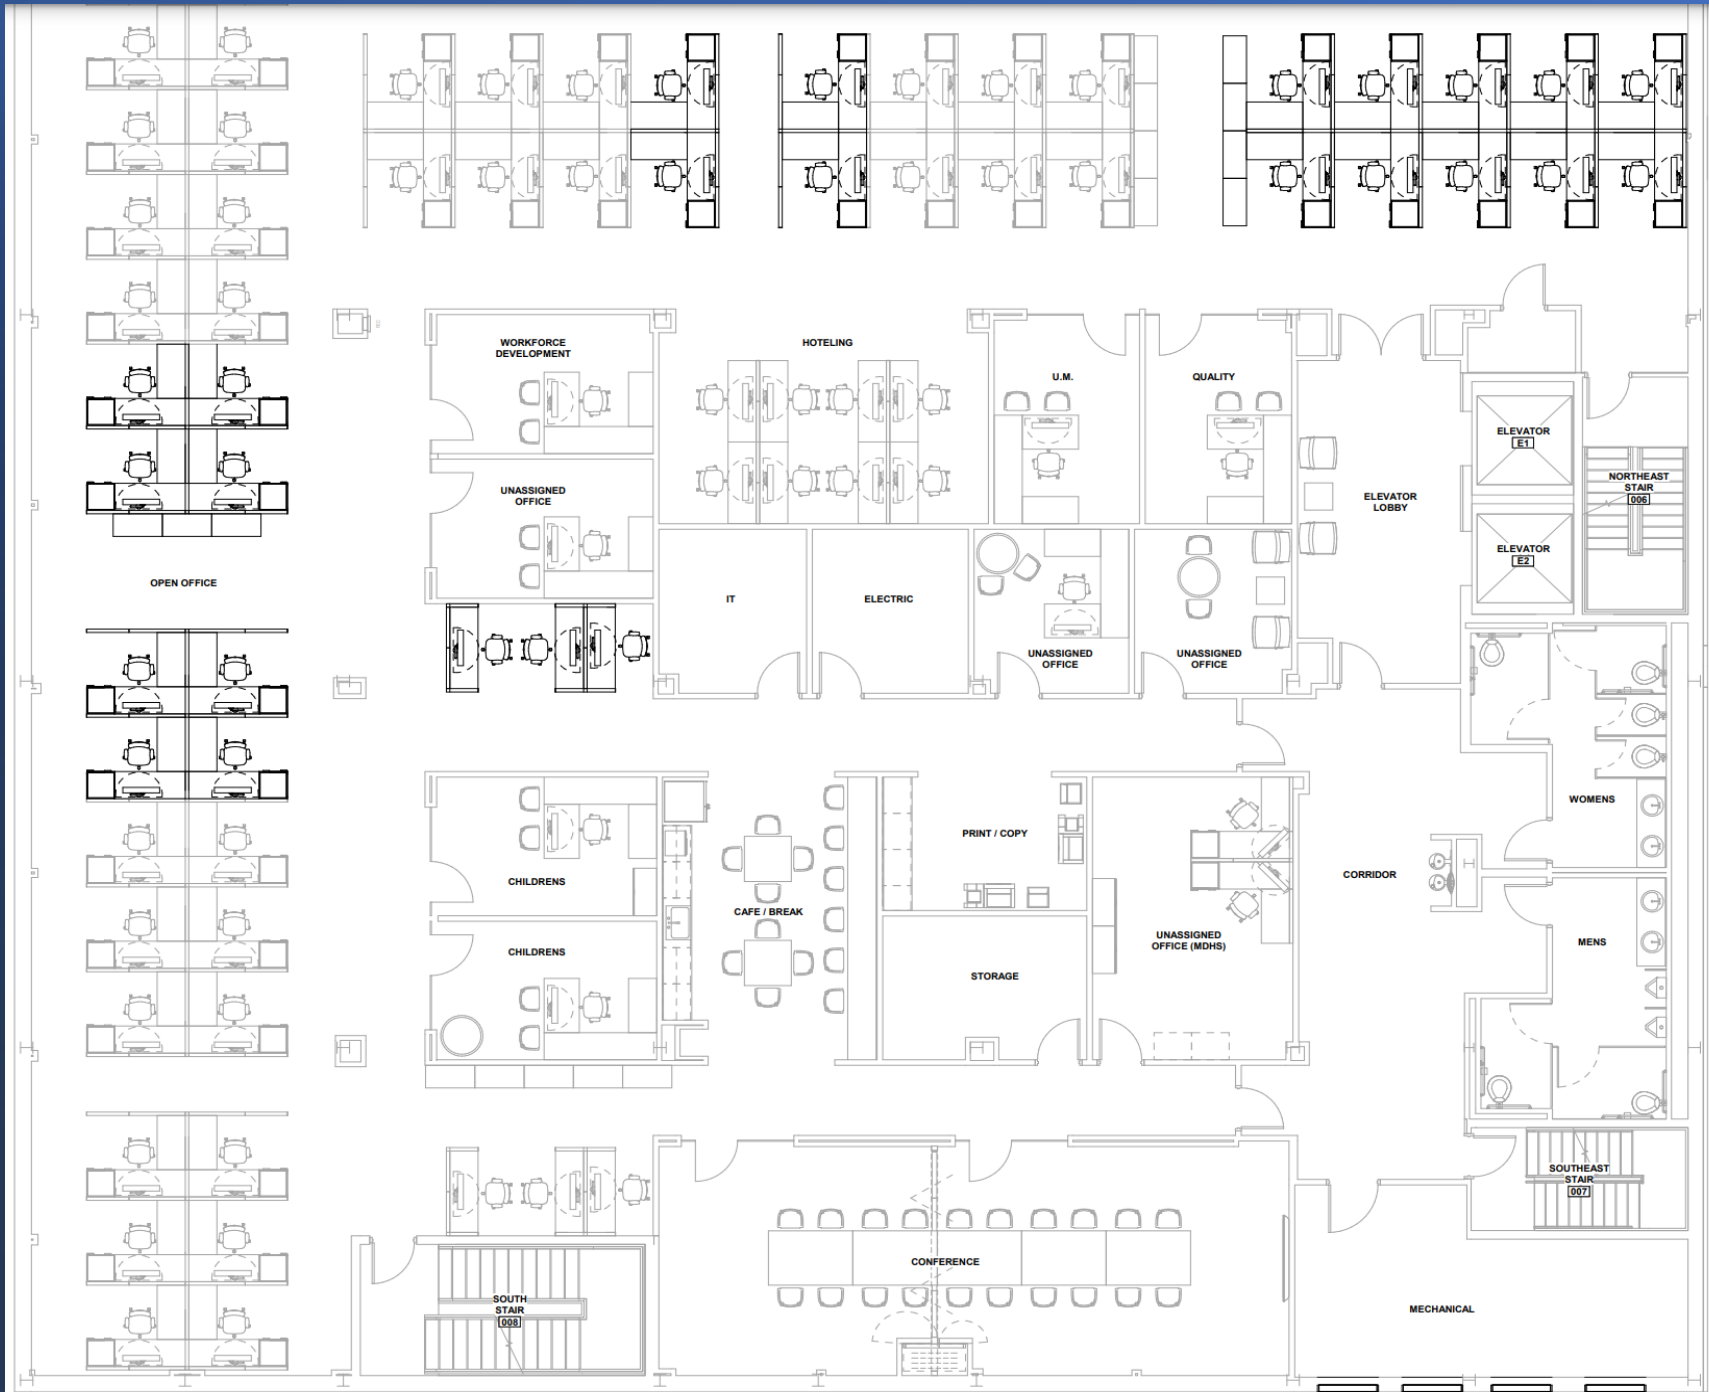 WORKFORCE
DEVELOPMENT
HOTELING
U.M.
QUALITY
ELEVATOR
E1
NORTHEAST
STAIR
006
UNASSIGNED
OFFICE
ELEVATOR
LOBBY
ELEVATOR
E2
OPEN OFFICE
IT
ELECTRIC
UNASSIGNED
OFFICE
UNASSIGNED
OFFICE
WOMENS
PRINT / COPY
CHILDRENS
CORRIDOR
CAFE / BREAK
UNASSIGNED
OFFICE (MDHS)
MENS
CHILDRENS
STORAGE
SOUTHEAST
STAIR
007
CONFERENCE
SOUTH
STAIR
008
MECHANICAL